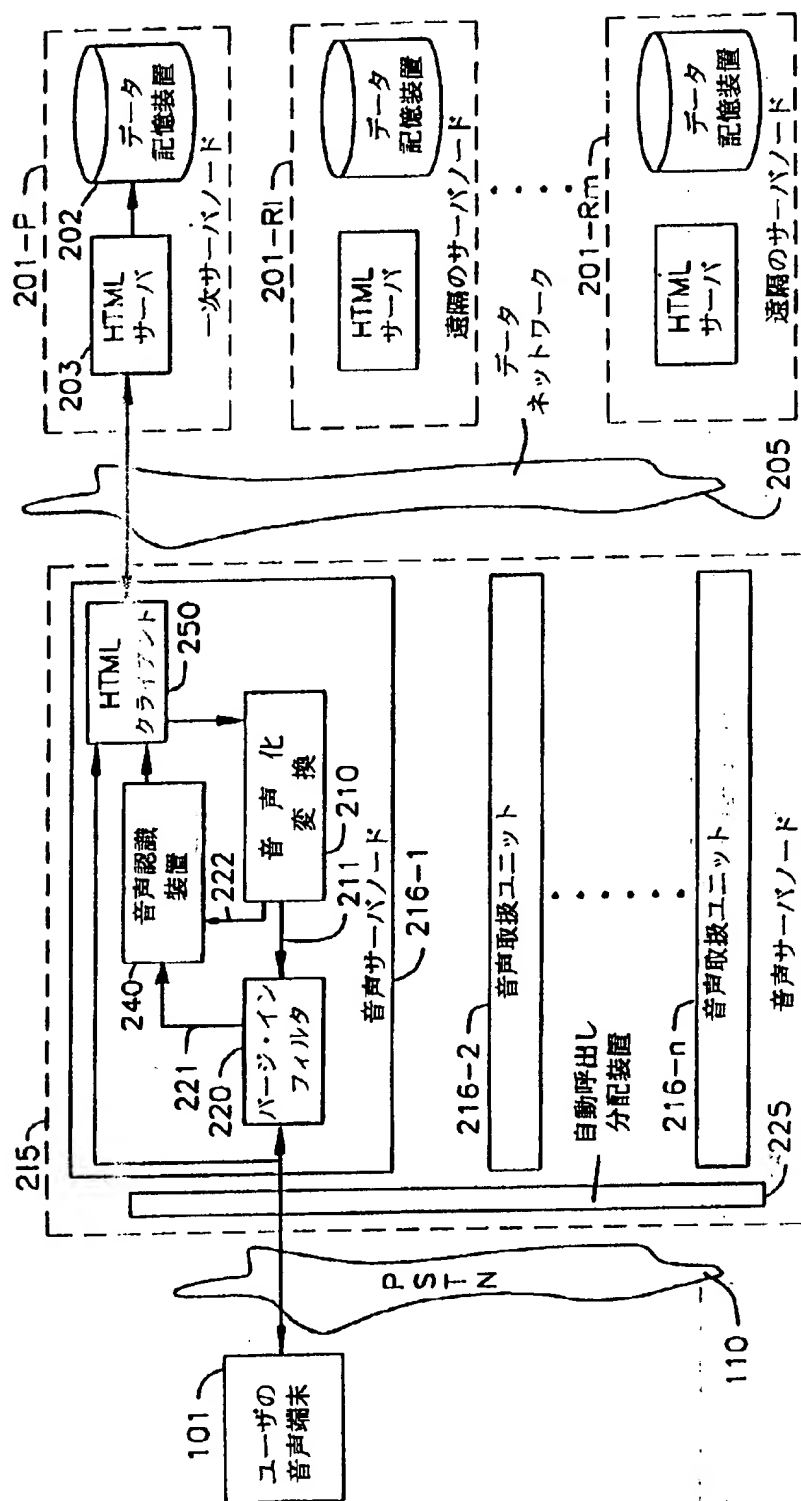 101
ユーザの
音声端末
PSTN
110
215
216-1
音声サーバノード
220
バージ・イン
フィルタ
221
240
音声認識
装置
222
211
210
音声化
変換
250
HTML
クライアント
216-2
音声取扱ユニット
216-n
音声取扱ユニット
自動呼出し
分配装置
225
音声サーバノード
205
データ
ネットワーク
201-P
203
HTML
サーバ
202
データ
記憶装置
一次サーバノード
201-R1
HTML
サーバ
データ
記憶装置
遠隔のサーバノード
201-Rm
HTML
サーバ
データ
記憶装置
遠隔のサーバノード